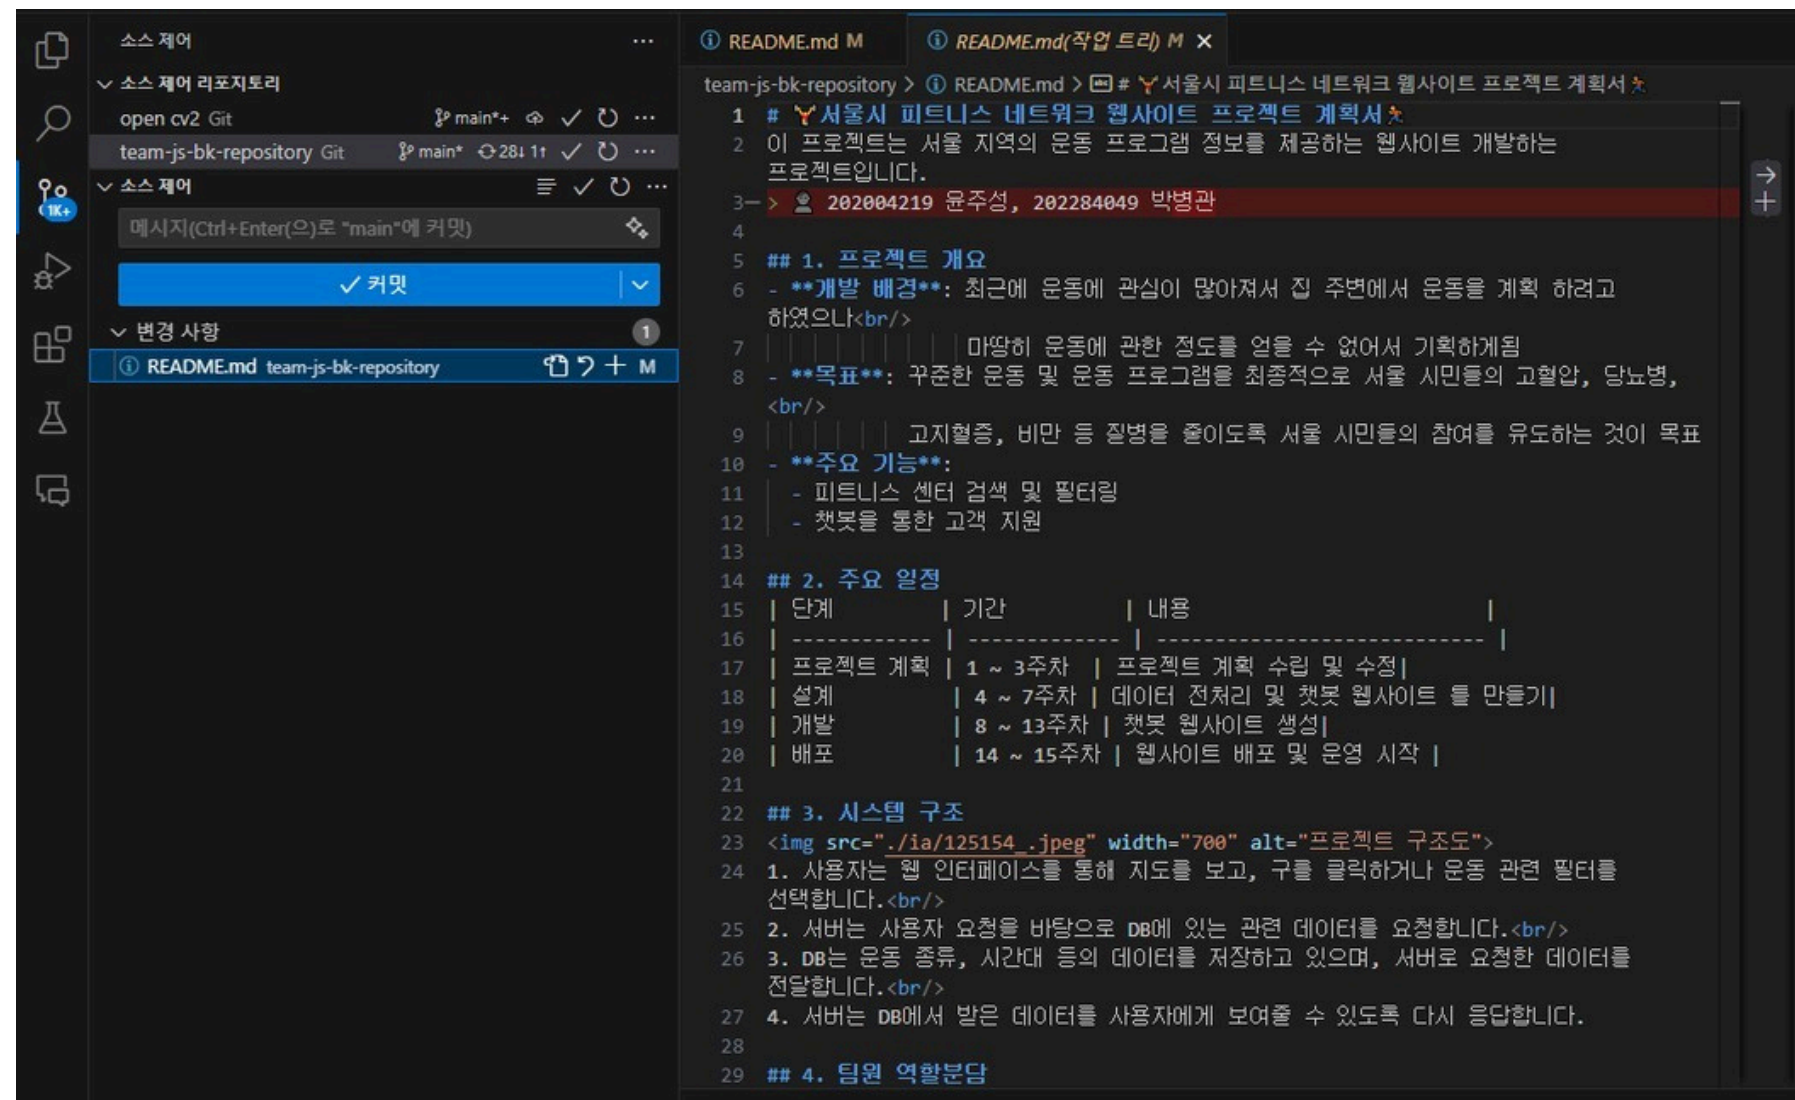 소스 제어 ···
소스 제어 리포지토리
open cv2 Git main*+ ···
team-js-bk-repository Git main* 28↓ 1↑ ···
소스 제어 ···
1K+
메시지(Ctrl+Enter(으)로 "main"에 커밋)
커밋
변경 사항 1
README.md team-js-bk-repository M
README.md M README.md(작업 트리) M
team-js-bk-repository > README.md > # 서울시 피트니스 네트워크 웹사이트 프로젝트 계획서
1 # 서울시 피트니스 네트워크 웹사이트 프로젝트 계획서
2 이 프로젝트는 서울 지역의 운동 프로그램 정보를 제공하는 웹사이트 개발하는
프로젝트입니다.
3— > 202004219 윤주성, 202284049 박병관
4
5 ## 1. 프로젝트 개요
6 - **개발 배경**: 최근에 운동에 관심이 많아져서 집 주변에서 운동을 계획 하려고
하였으나<br/>
7 마땅히 운동에 관한 정도를 얻을 수 없어서 기획하게됨
8 - **목표**: 꾸준한 운동 및 운동 프로그램을 최종적으로 서울 시민들의 고혈압, 당뇨병,
<br/>
9 고지혈증, 비만 등 질병을 줄이도록 서울 시민들의 참여를 유도하는 것이 목표
10 - **주요 기능**:
11 - 피트니스 센터 검색 및 필터링
12 - 챗봇을 통한 고객 지원
13
14 ## 2. 주요 일정
15 | 단계 | 기간 | 내용 |
16 | ------------ | ------------- | ---------------------------- |
17 | 프로젝트 계획 | 1 ~ 3주차 | 프로젝트 계획 수립 및 수정|
18 | 설계 | 4 ~ 7주차 | 데이터 전처리 및 챗봇 웹사이트 틀 만들기|
19 | 개발 | 8 ~ 13주차 | 챗봇 웹사이트 생성|
20 | 배포 | 14 ~ 15주차 | 웹사이트 배포 및 운영 시작 |
21
22 ## 3. 시스템 구조
23 <img src="./ia/125154_.jpeg" width="700" alt="프로젝트 구조도">
24 1. 사용자는 웹 인터페이스를 통해 지도를 보고, 구를 클릭하거나 운동 관련 필터를
선택합니다.<br/>
25 2. 서버는 사용자 요청을 바탕으로 DB에 있는 관련 데이터를 요청합니다.<br/>
26 3. DB는 운동 종류, 시간대 등의 데이터를 저장하고 있으며, 서버로 요청한 데이터를
전달합니다.<br/>
27 4. 서버는 DB에서 받은 데이터를 사용자에게 보여줄 수 있도록 다시 응답합니다.
28
29 ## 4. 팀원 역할분담